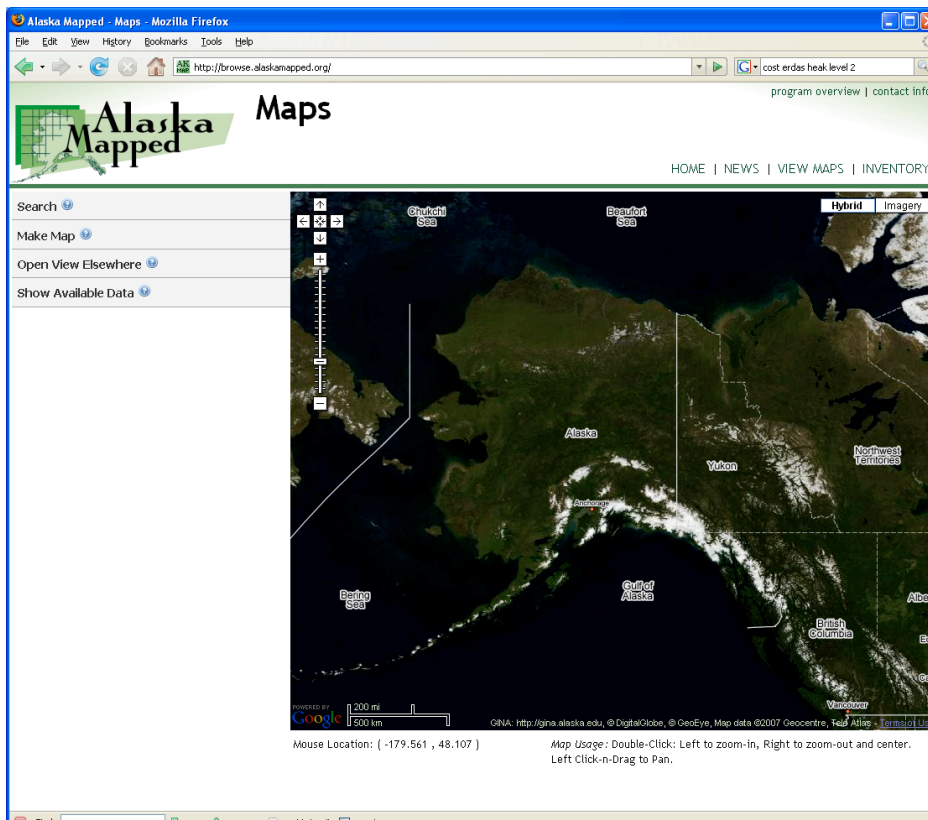 Alaska Mapped - Maps - Mozilla Firefox
File Edit View History Bookmarks Tools Help
http://browse.alaskamapped.org/
G cost erdas heak level 2
program overview | contact info
Alaska
Mapped
Maps
HOME | NEWS | VIEW MAPS | INVENTORY
Search
Make Map
Open View Elsewhere
Show Available Data
Hybrid Imagery
Chukchi
Sea
Beaufort
Sea
Alaska
Yukon
Northwest
Territories
Anchorage
Bering
Sea
Gulf of
Alaska
British
Columbia
Albe
Vancouver
POWERED BY
Google
200 mi
500 km
GINA: http://gina.alaska.edu, © DigitalGlobe, © GeoEye, Map data ©2007 Geocentre, Tele Atlas - Terms of Us
Mouse Location: ( -179.561 , 48.107 )
Map Usage: Double-Click: Left to zoom-in, Right to zoom-out and center.
Left Click-n-Drag to Pan.